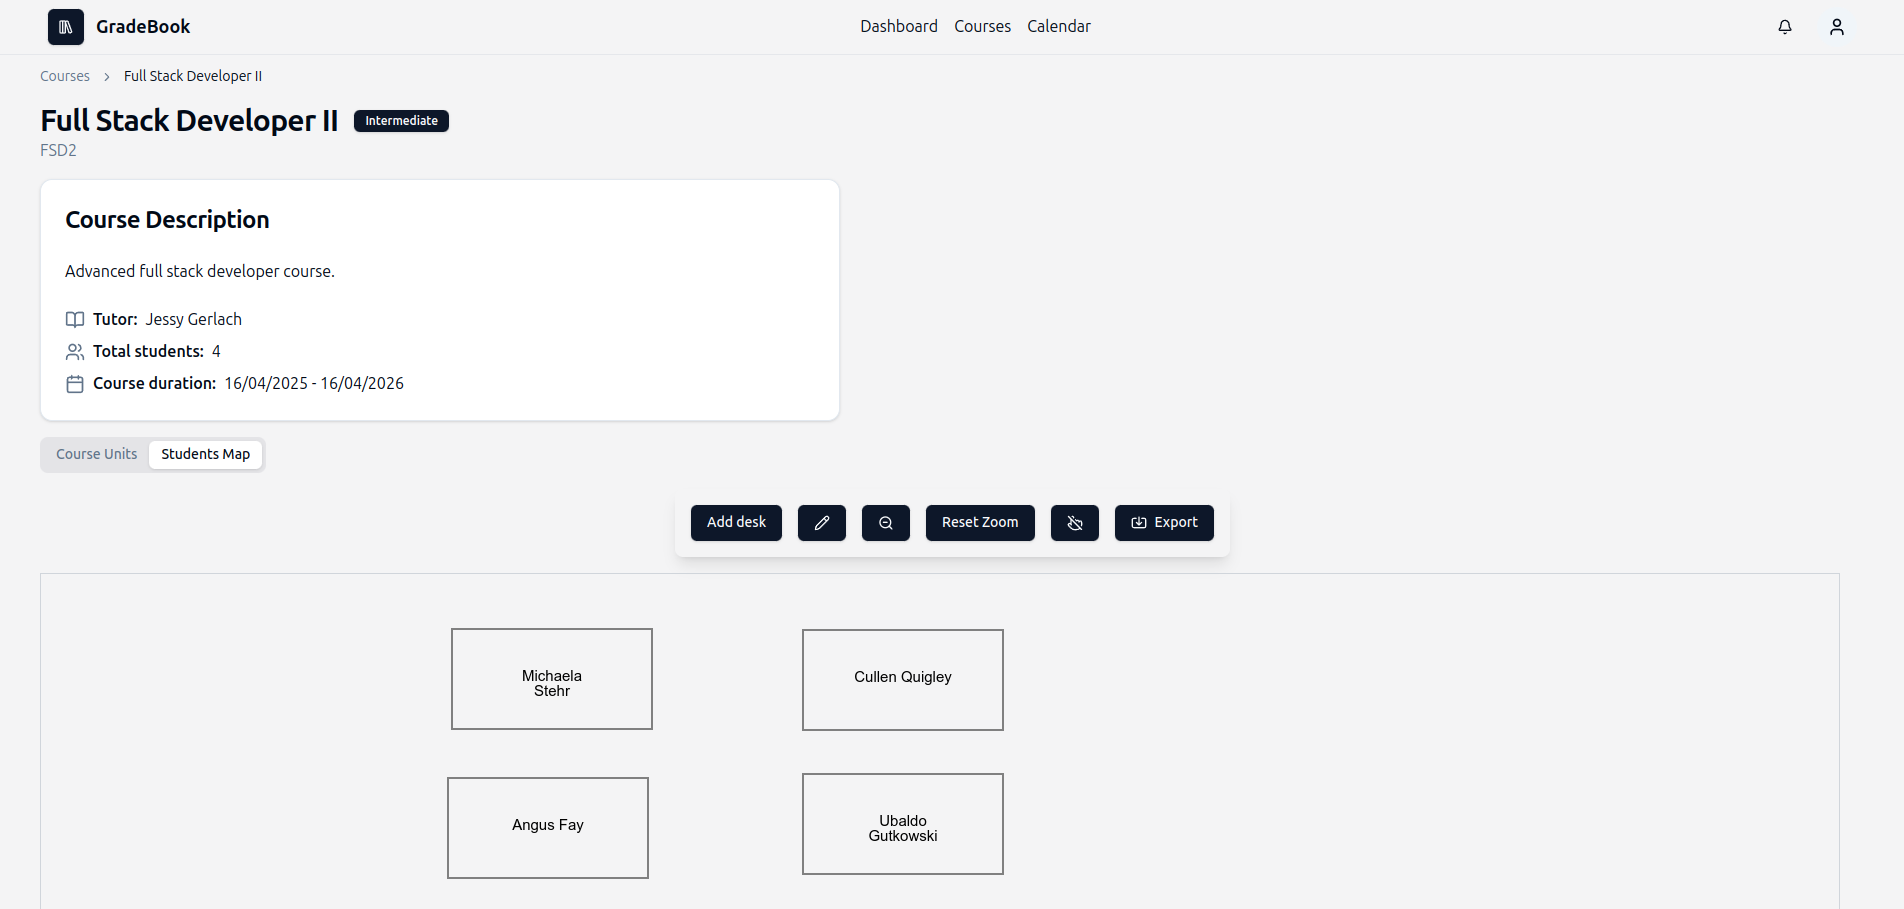 GradeBook
Dashboard Courses Calendar
Courses > Full Stack Developer II
Full Stack Developer II Intermediate
FSD2
Course Description
Advanced full stack developer course.
Tutor: Jessy Gerlach
Total students: 4
Course duration: 16/04/2025 - 16/04/2026
Course Units Students Map
Add desk Reset Zoom Export
Michaela
Stehr
Cullen Quigley
Angus Fay
Ubaldo
Gutkowski